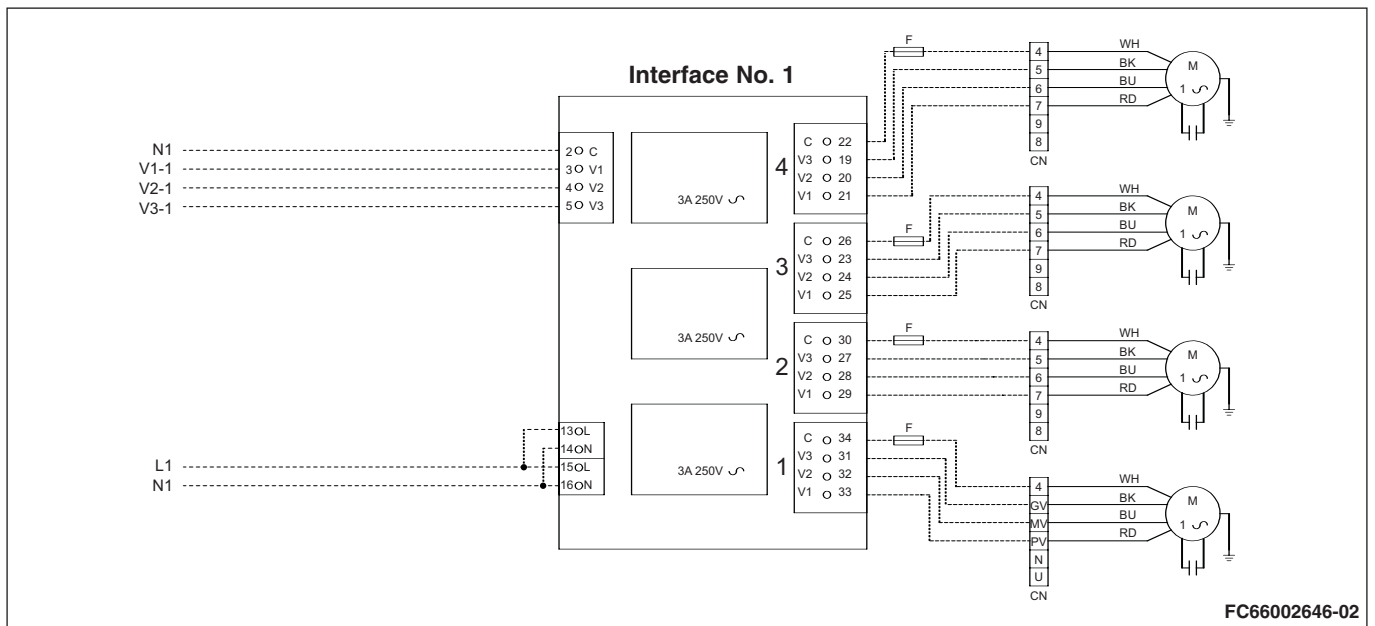 Interface No. 1
N1
V1-1
V2-1
V3-1
2 C
3 V1
4 V2
5 V3
3A 250V
3A 250V
3A 250V
13 L
14 N
15 L
16 N
L1
N1
4
C 22
V3 19
V2 20
V1 21
3
C 26
V3 23
V2 24
V1 25
2
C 30
V3 27
V2 28
V1 29
1
C 34
V3 31
V2 32
V1 33
F
4 WH
5 BK
6 BU
7 RD
9
8
CN
M
1
F
4 WH
5 BK
6 BU
7 RD
9
8
CN
M
1
F
4 WH
5 BK
6 BU
7 RD
9
8
CN
M
1
F
4 WH
GV BK
MV BU
PV RD
N
U
CN
M
1
FC66002646-02